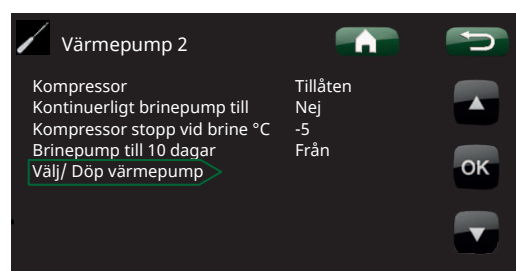 Värmepump 2
Kompressor Tillåten
Kontinuerligt brinepump till Nej
Kompressor stopp vid brine °C -5
Brinepump till 10 dagar Från
Välj/ Döp värmepump
OK